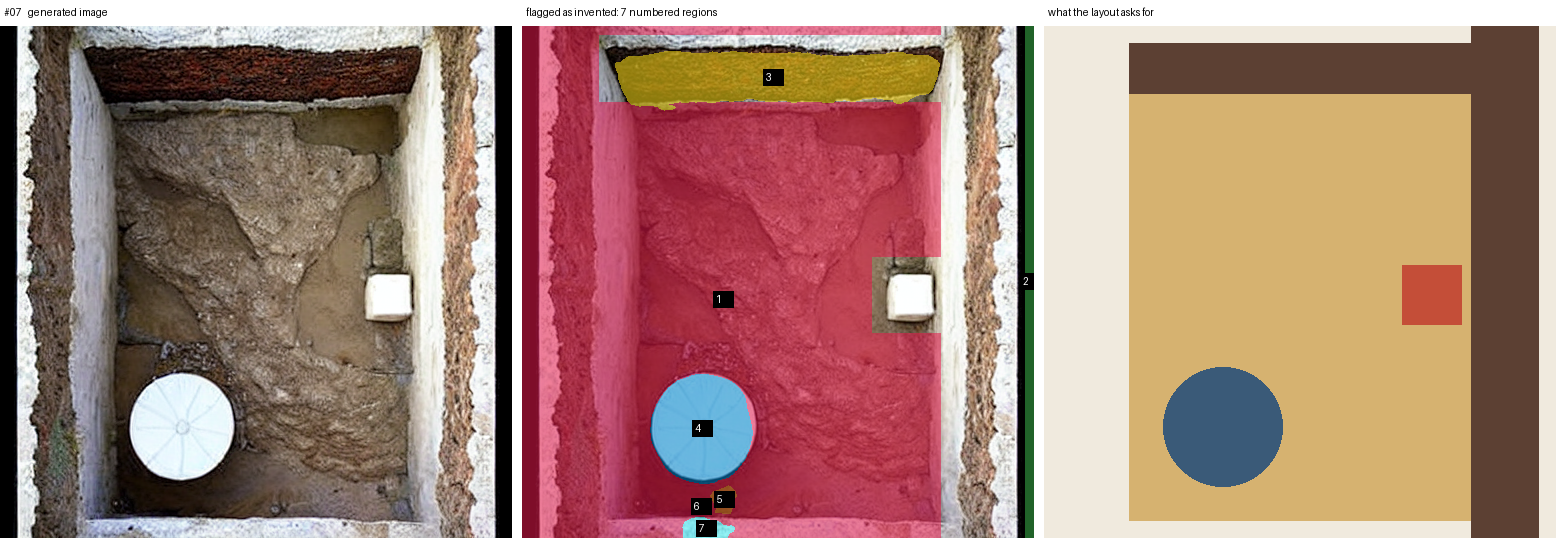 #07 generated image
flagged as invented: 7 numbered regions
what the layout asks for
3
2
1
4
5
6
7